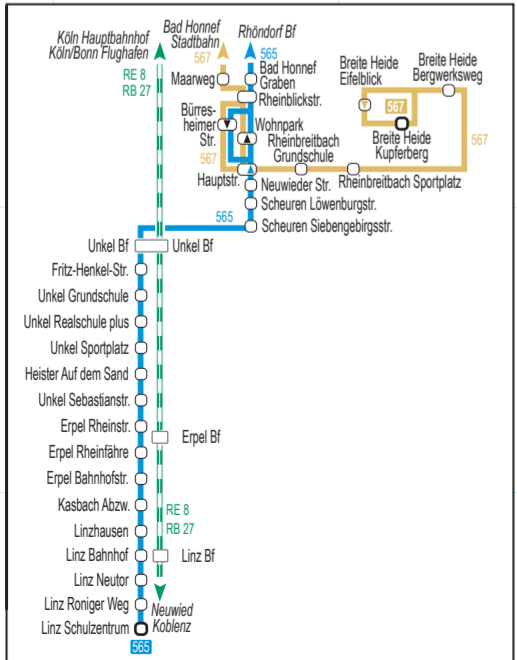 Köln Hauptbahnhof
Köln/Bonn Flughafen
Bad Honnef
Stadtbahn
Rhöndorf Bf
567
565
RE 8
RB 27
Maarweg
Bad Honnef
Graben
Rheinblickstr.
Bürres-
heimer
Str.
Wohnpark
Rheinbreitbach
Grundschule
Breite Heide
Eifelblick
Breite Heide
Bergwerksweg
567
Breite Heide
Kupferberg
567
567
Hauptstr.
Rheinbreitbach Sportplatz
Neuwieder Str.
Scheuren Löwenburgstr.
565
Scheuren Siebengebirgsstr.
Unkel Bf
Unkel Bf
Fritz-Henkel-Str.
Unkel Grundschule
Unkel Realschule plus
Unkel Sportplatz
Heister Auf dem Sand
Unkel Sebastianstr.
Erpel Rheinstr.
Erpel Bf
Erpel Rheinfähre
Erpel Bahnhofstr.
Kasbach Abzw.
RE 8
RB 27
Linzhausen
Linz Bahnhof
Linz Bf
Linz Neutor
Linz Roniger Weg
Neuwied
Koblenz
Linz Schulzentrum
565